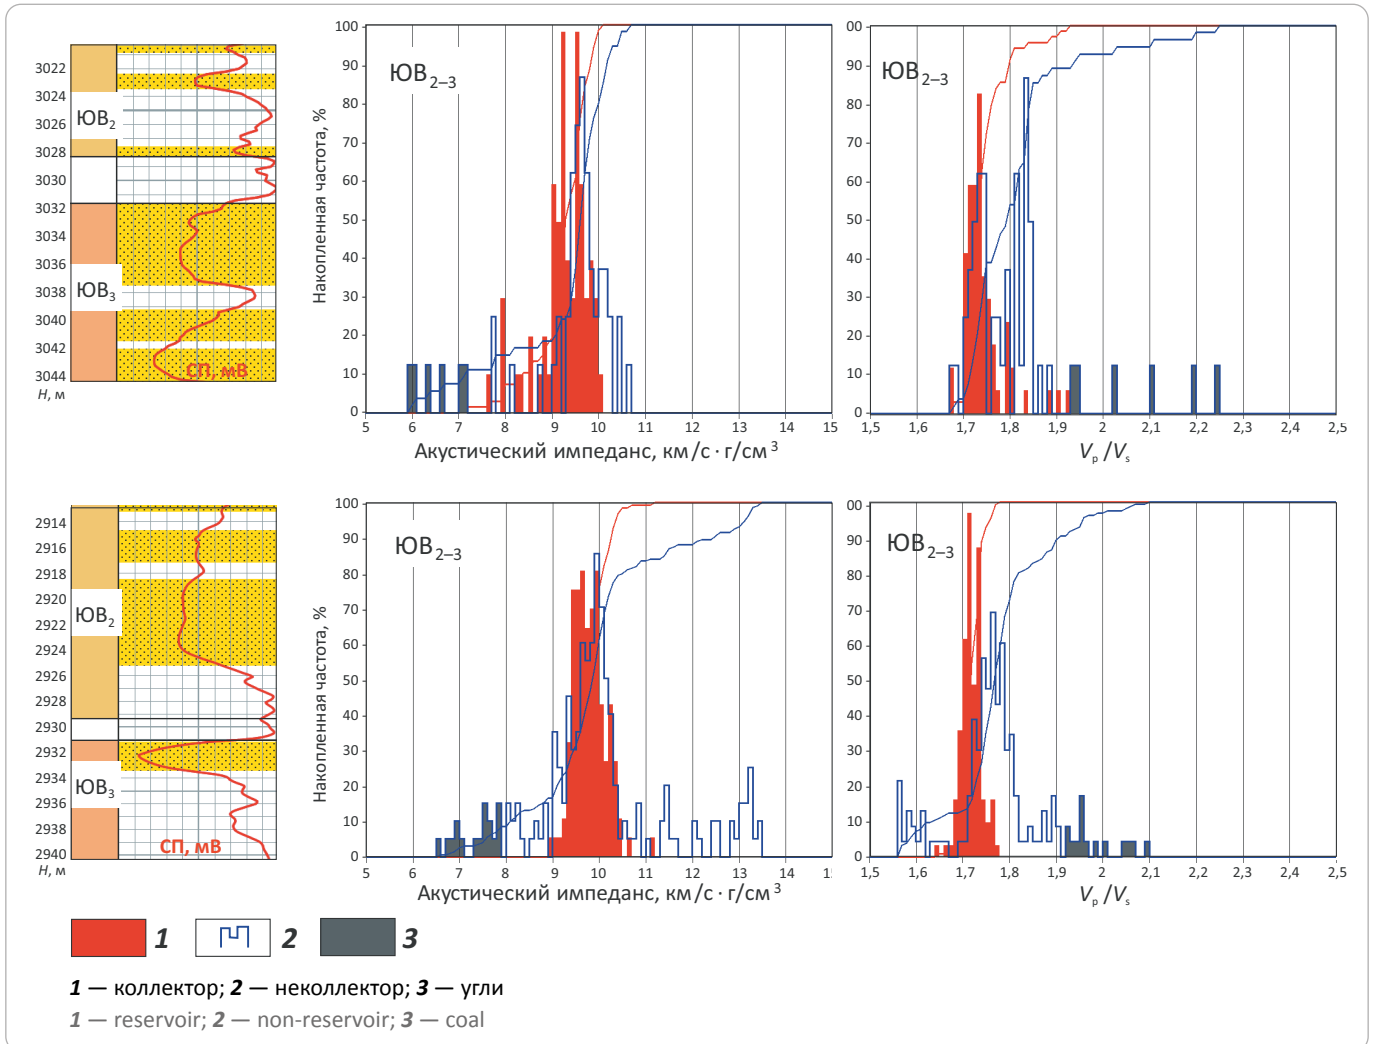 3022
3024
3026
3028
3030
3032
3034
3036
3038
3040
3042
3044
Н, м
ЮВ2
ЮВ3
СП, мВ
Накопленная частота, %
100
90
80
70
60
50
40
30
20
10
0
ЮВ2–3
5 6 7 8 9 10 11 12 13 14 15
Акустический импеданс, км/с · г/см3
00
90
80
70
60
50
40
30
20
10
0
ЮВ2–3
1,5 1,6 1,7 1,8 1,9 2 2,1 2,2 2,3 2,4 2,5
Vp /Vs
2914
2916
2918
2920
2922
2924
2926
2928
2930
2932
2934
2936
2938
2940
Н, м
ЮВ2
ЮВ3
СП, мВ
Накопленная частота, %
100
90
80
70
60
50
40
30
20
10
0
ЮВ2–3
5 6 7 8 9 10 11 12 13 14 1
Акустический импеданс, км/с · г/см3
00
90
80
70
60
50
40
30
20
10
0
ЮВ2–3
1,5 1,6 1,7 1,8 1,9 2 2,1 2,2 2,3 2,4 2,5
Vp /Vs
1 2 3
1 — коллектор; 2 — неколлектор; 3 — угли
1 — reservoir; 2 — non-reservoir; 3 — coal